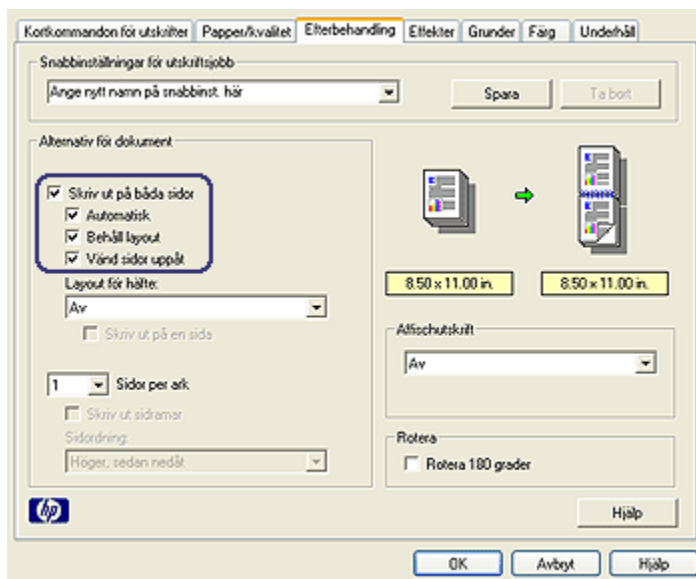 Kortkommandon för utskrifter Papper/kvalitet Efterbehandling Effekter Grunder Färg Underhåll
Snabbinställningar för utskriftsjobb
Ange nytt namn på snabbinst. här Spara Ta bort
Alternativ för dokument
Skriv ut på båda sidor
Automatisk
Behåll layout
Vänd sidor uppåt
Layout för häfte:
Av
Skriv ut på en sida
1 Sidor per ark
Skriv ut sidramar
Sidordning:
Höger, sedan nedåt
8.50 x 11.00 in. 8.50 x 11.00 in.
Affischutskrift
Av
Rotera
Rotera 180 grader
hp
Hjälp
OK Avbryt Hjälp